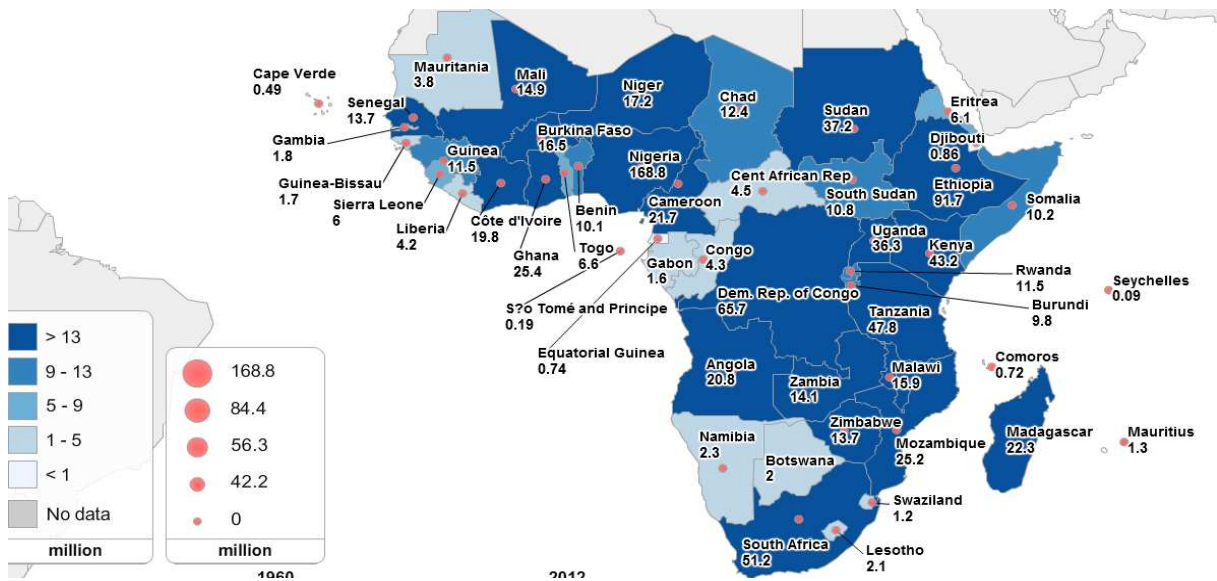 Cape Verde
0.49
Mauritania
3.8
Mali
14.9
Niger
17.2
Chad
12.4
Sudan
37.2
Eritrea
6.1
Senegal
13.7
Gambia
1.8
Guinea-Bissau
1.7
Guinea
11.5
Sierra Leone
6
Liberia
4.2
Côte d'Ivoire
19.8
Burkina Faso
16.5
Ghana
25.4
Togo
6.6
Benin
10.1
Nigeria
168.8
Cameroon
21.7
Cent African Rep
4.5
South Sudan
10.8
Djibouti
0.86
Ethiopia
91.7
Somalia
10.2
Uganda
36.3
Kenya
43.2
Rwanda
11.5
Burundi
9.8
Seychelles
0.09
Gabon
1.6
Congo
4.3
Dem. Rep. of Congo
65.7
Tanzania
47.8
S?o Tomé and Principe
0.19
Equatorial Guinea
0.74
Angola
20.8
Zambia
14.1
Malawi
15.9
Comoros
0.72
Zimbabwe
13.7
Mozambique
25.2
Madagascar
22.3
Mauritius
1.3
Namibia
2.3
Botswana
2
Swaziland
1.2
South Africa
51.2
Lesotho
2.1
> 13
9 - 13
5 - 9
1 - 5
< 1
No data
million
168.8
84.4
56.3
42.2
0
million
1960
2012